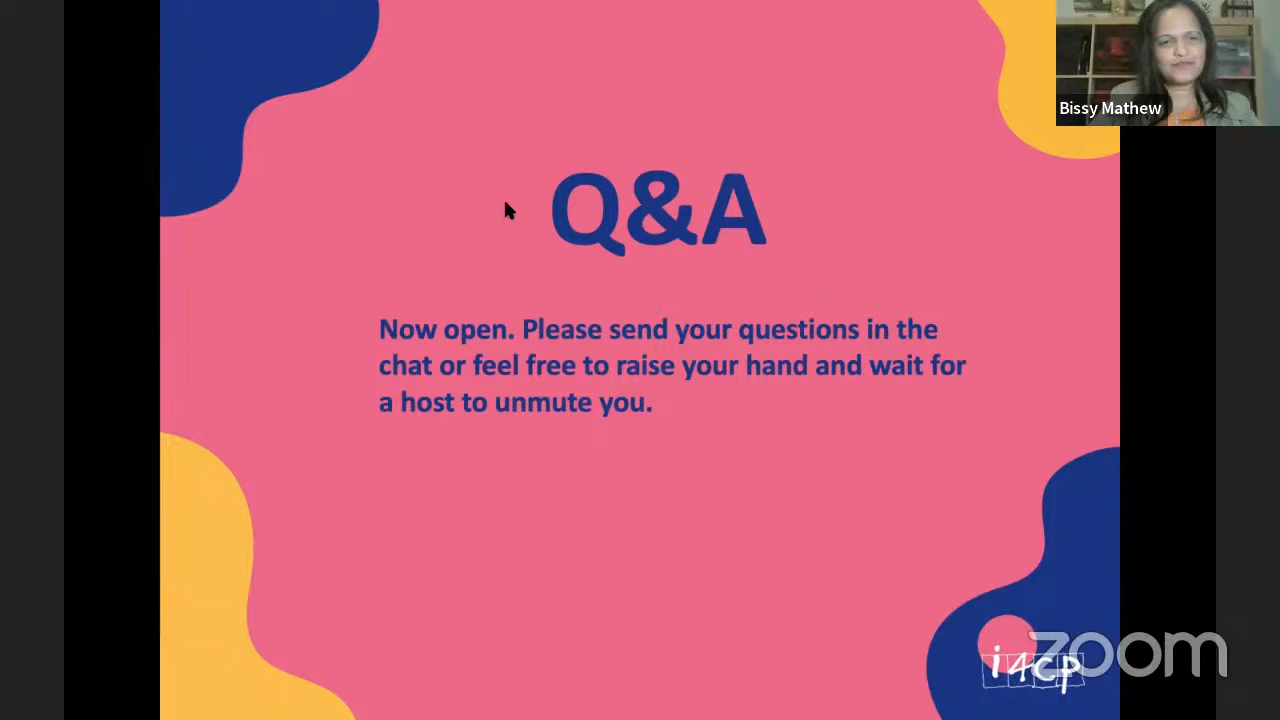 Bissy Mathew
Q&A
Now open. Please send your questions in the
chat or feel free to raise your hand and wait for
a host to unmute you.
zoom
i4cp